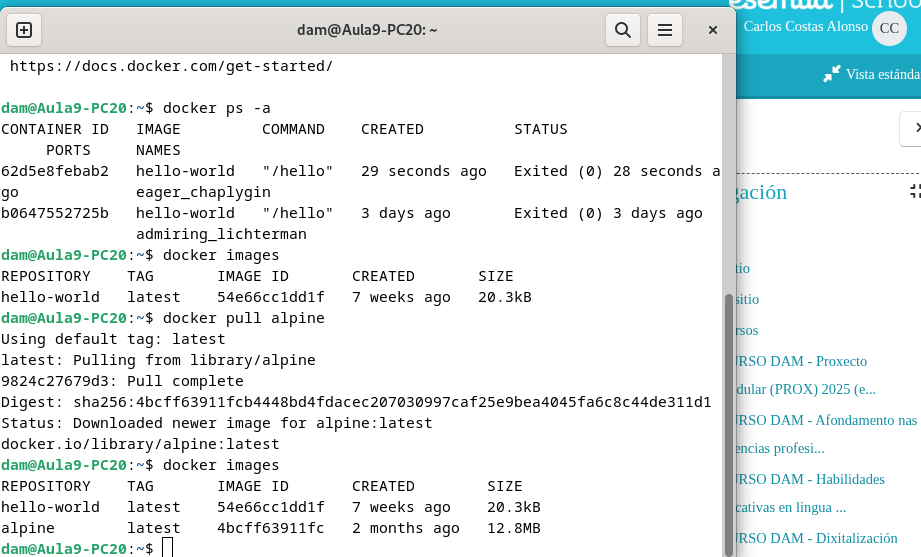 esemdu | schoo
dam@Aula9-PC20: ~
Carlos Costas Alonso
CC
Vista estánda
https://docs.docker.com/get-started/
dam@Aula9-PC20:~$ docker ps -a
CONTAINER ID   IMAGE         COMMAND    CREATED          STATUS
PORTS     NAMES
62d5e8febab2   hello-world   "/hello"   29 seconds ago   Exited (0) 28 seconds a
go             eager_chaplygin
b0647552725b   hello-world   "/hello"   3 days ago       Exited (0) 3 days ago
admiring_lichterman
dam@Aula9-PC20:~$ docker images
REPOSITORY    TAG       IMAGE ID       CREATED       SIZE
hello-world   latest    54e66cc1dd1f   7 weeks ago   20.3kB
dam@Aula9-PC20:~$ docker pull alpine
Using default tag: latest
latest: Pulling from library/alpine
9824c27679d3: Pull complete
Digest: sha256:4bcff63911fcb4448bd4fdacec207030997caf25e9bea4045fa6c8c44de311d1
Status: Downloaded newer image for alpine:latest
docker.io/library/alpine:latest
dam@Aula9-PC20:~$ docker images
REPOSITORY    TAG       IMAGE ID       CREATED        SIZE
hello-world   latest    54e66cc1dd1f   7 weeks ago    20.3kB
alpine        latest    4bcff63911fc   2 months ago   12.8MB
dam@Aula9-PC20:~$
gación
tio
sitio
rsos
URSO DAM - Proxecto
dular (PROX) 2025 (e...
URSO DAM - Afondamento nas
encias profesi...
URSO DAM - Habilidades
cativas en lingua ...
URSO DAM - Dixitalización